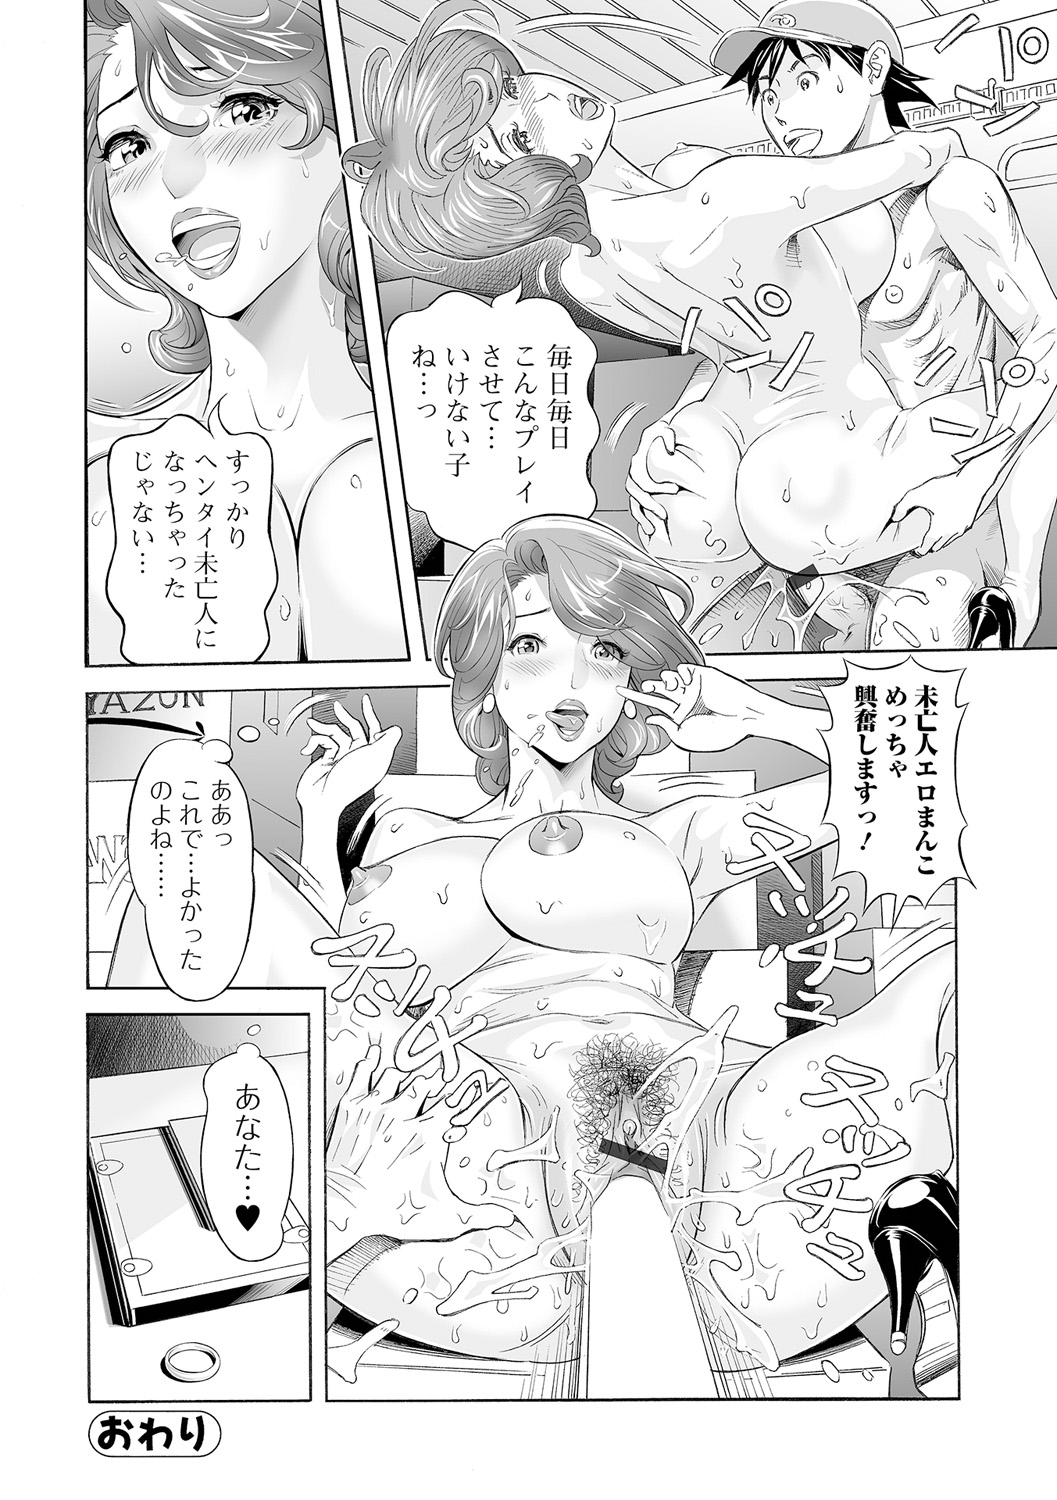 毎日毎日
こんなプレイ
させて…
いけない子
ね…っ
すっかり
ヘンタイ未亡人に
なっちゃった
じゃない…
未亡人エロまんこ
めっちゃ
興奮しますっ!
YAZON
ああっ
これで…よかった
のよね……
あなた…♥
おわり